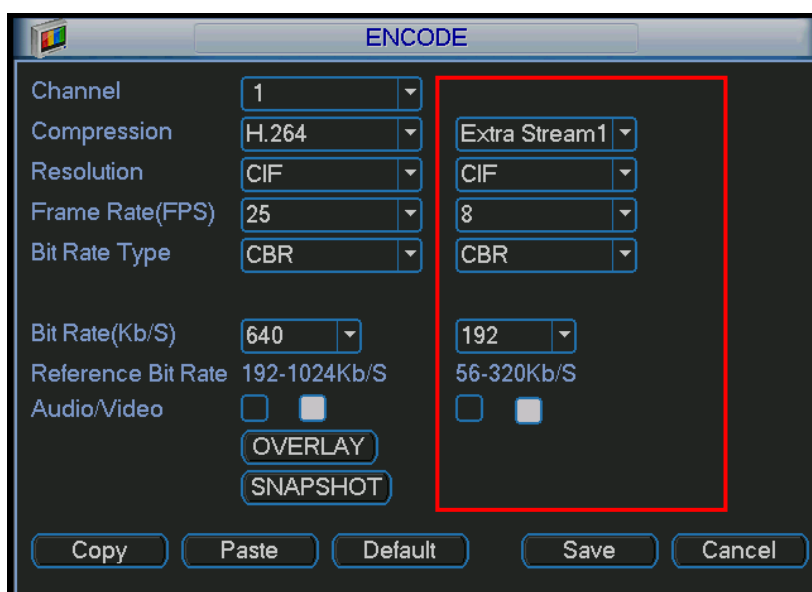 ENCODE
Channel 1
Compression H.264 Extra Stream1
Resolution CIF CIF
Frame Rate(FPS) 25 8
Bit Rate Type CBR CBR
Bit Rate(Kb/S) 640 192
Reference Bit Rate 192-1024Kb/S 56-320Kb/S
Audio/Video
OVERLAY
SNAPSHOT
Copy Paste Default Save Cancel